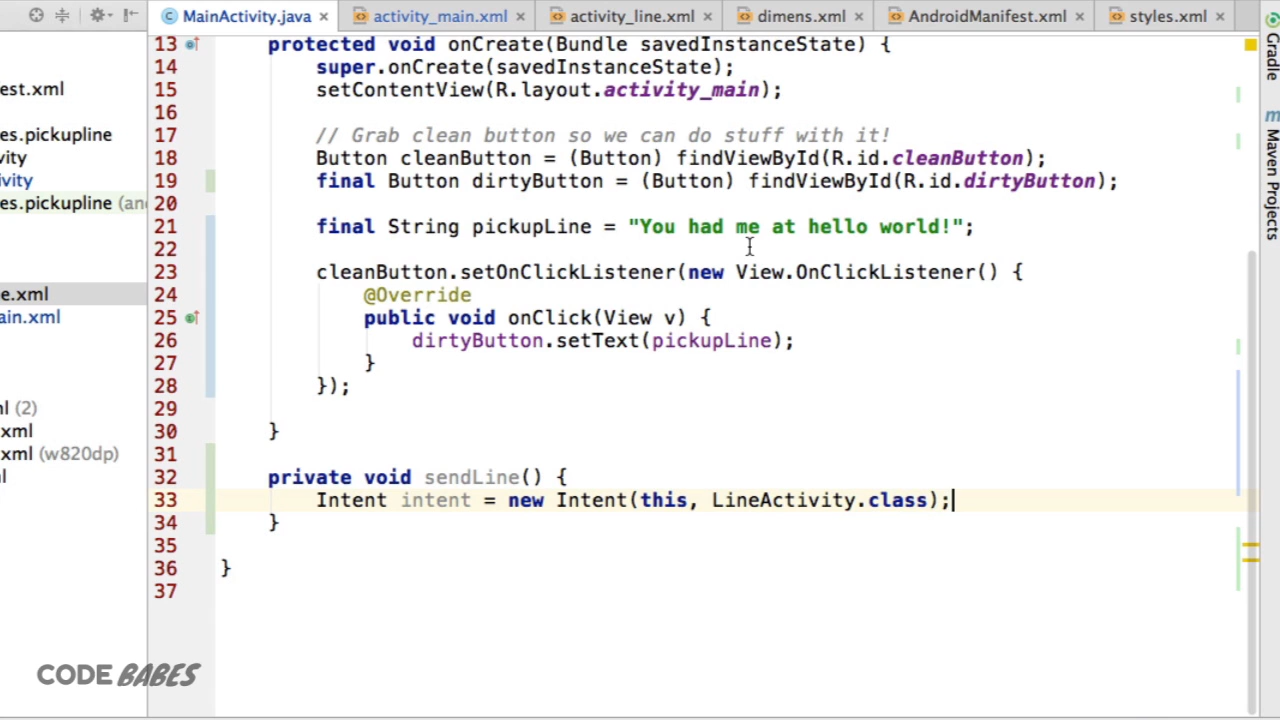 MainActivity.java
activity_main.xml
activity_line.xml
dimens.xml
AndroidManifest.xml
styles.xml
Gradle
Maven Projects
est.xml
es.pickupline
vity
ivity
es.pickupline (an
e.xml
ain.xml
l (2)
xml
xml (w820dp)
l
13 protected void onCreate(Bundle savedInstanceState) {
14 super.onCreate(savedInstanceState);
15 setContentView(R.layout.activity_main);
16
17 // Grab clean button so we can do stuff with it!
18 Button cleanButton = (Button) findViewById(R.id.cleanButton);
19 final Button dirtyButton = (Button) findViewById(R.id.dirtyButton);
20
21 final String pickupLine = "You had me at hello world!";
22
23 cleanButton.setOnClickListener(new View.OnClickListener() {
24 @Override
25 public void onClick(View v) {
26 dirtyButton.setText(pickupLine);
27 }
28 });
29
30 }
31
32 private void sendLine() {
33 Intent intent = new Intent(this, LineActivity.class);
34 }
35
36 }
37
CODE BABES